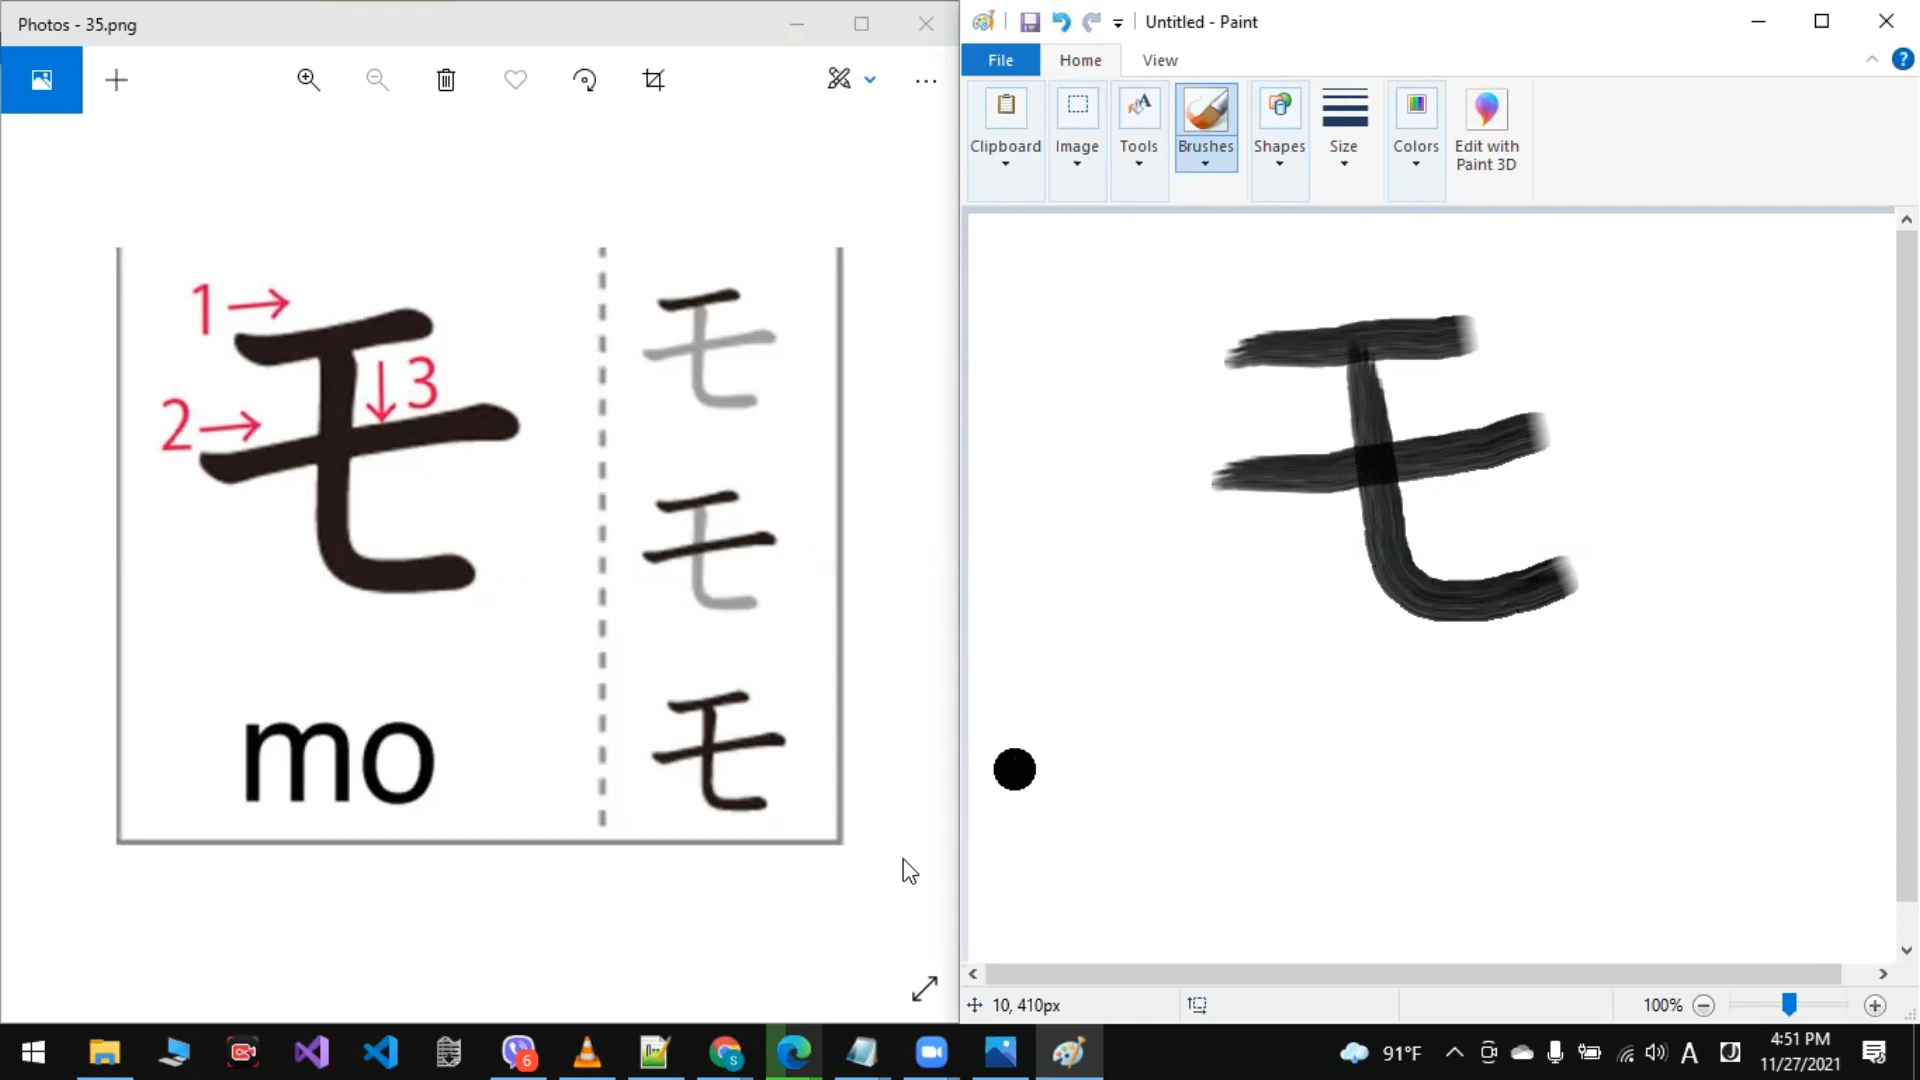 Photos - 35.png
Untitled - Paint
File
Home
View
Clipboard
Image
Tools
Brushes
Shapes
Size
Colors
Edit with
Paint 3D
1→
モ
↓3
2→
mo
モ
モ
モ
モ
10, 410px
100%
6
91°F
A
4:51 PM
11/27/2021